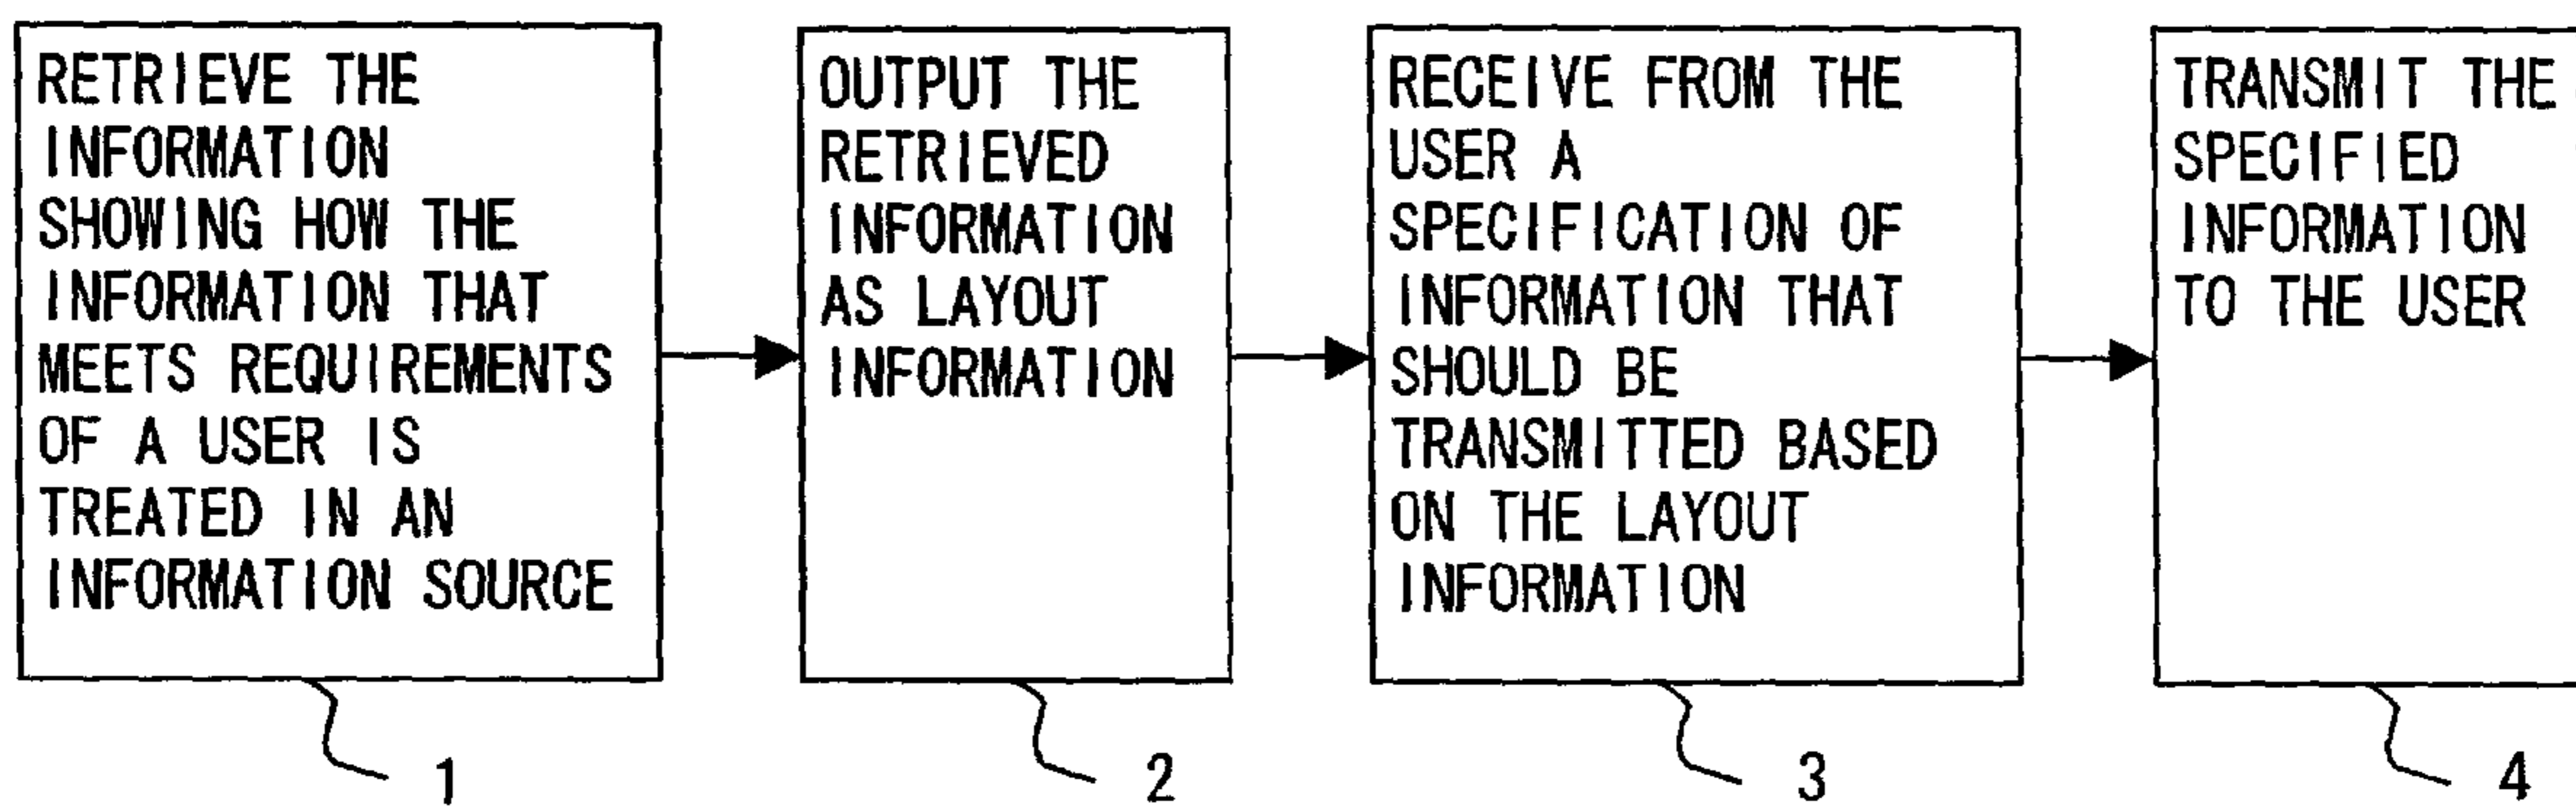 RETRIEVE THE
INFORMATION
SHOWING HOW THE
INFORMATION THAT
MEETS REQUIREMENTS
OF A USER IS
TREATED IN AN
INFORMATION SOURCE
OUTPUT THE
RETRIEVED
INFORMATION
AS LAYOUT
INFORMATION
RECEIVE FROM THE
USER A
SPECIFICATION OF
INFORMATION THAT
SHOULD BE
TRANSMITTED BASED
ON THE LAYOUT
INFORMATION
TRANSMIT THE
SPECIFIED
INFORMATION
TO THE USER
1
2
3
4